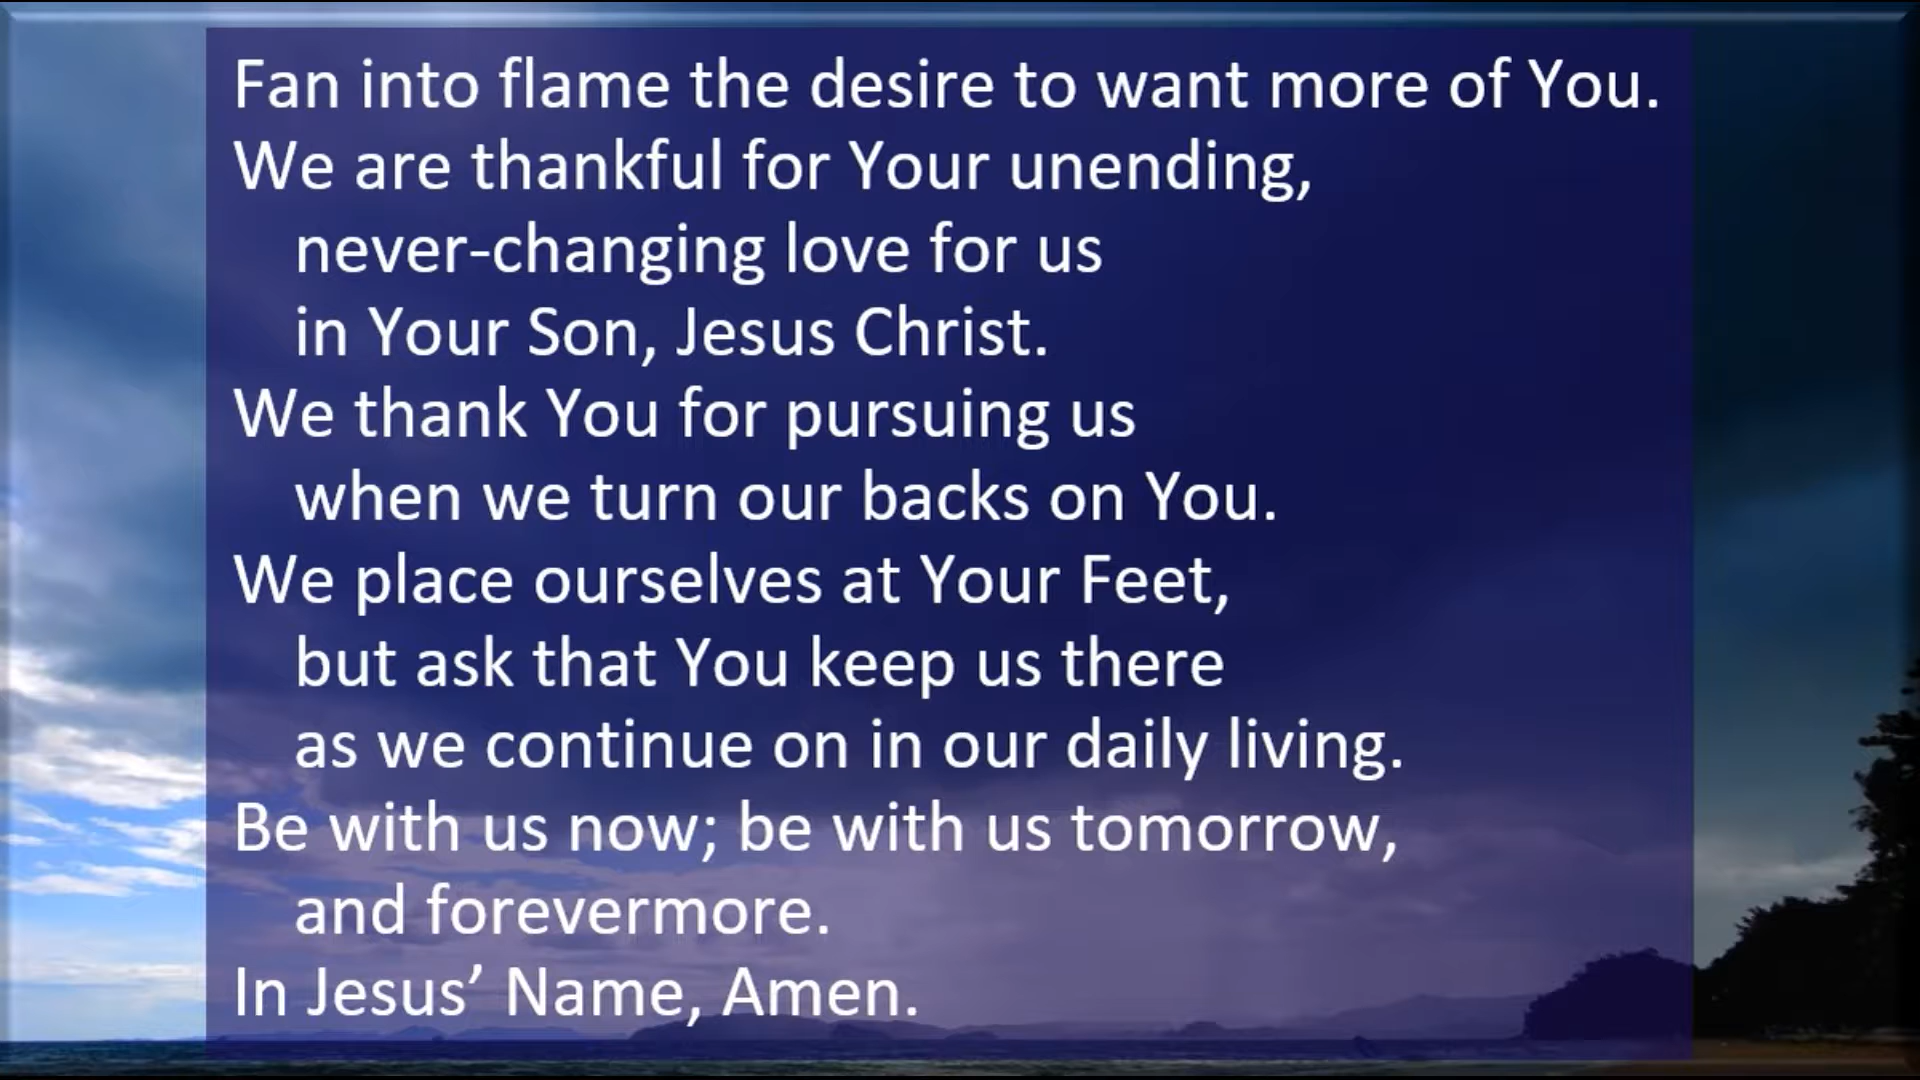 Fan into flame the desire to want more of You.
We are thankful for Your unending,
never-changing love for us
in Your Son, Jesus Christ.
We thank You for pursuing us
when we turn our backs on You.
We place ourselves at Your Feet,
but ask that You keep us there
as we continue on in our daily living.
Be with us now; be with us tomorrow,
and forevermore.
In Jesus’ Name, Amen.